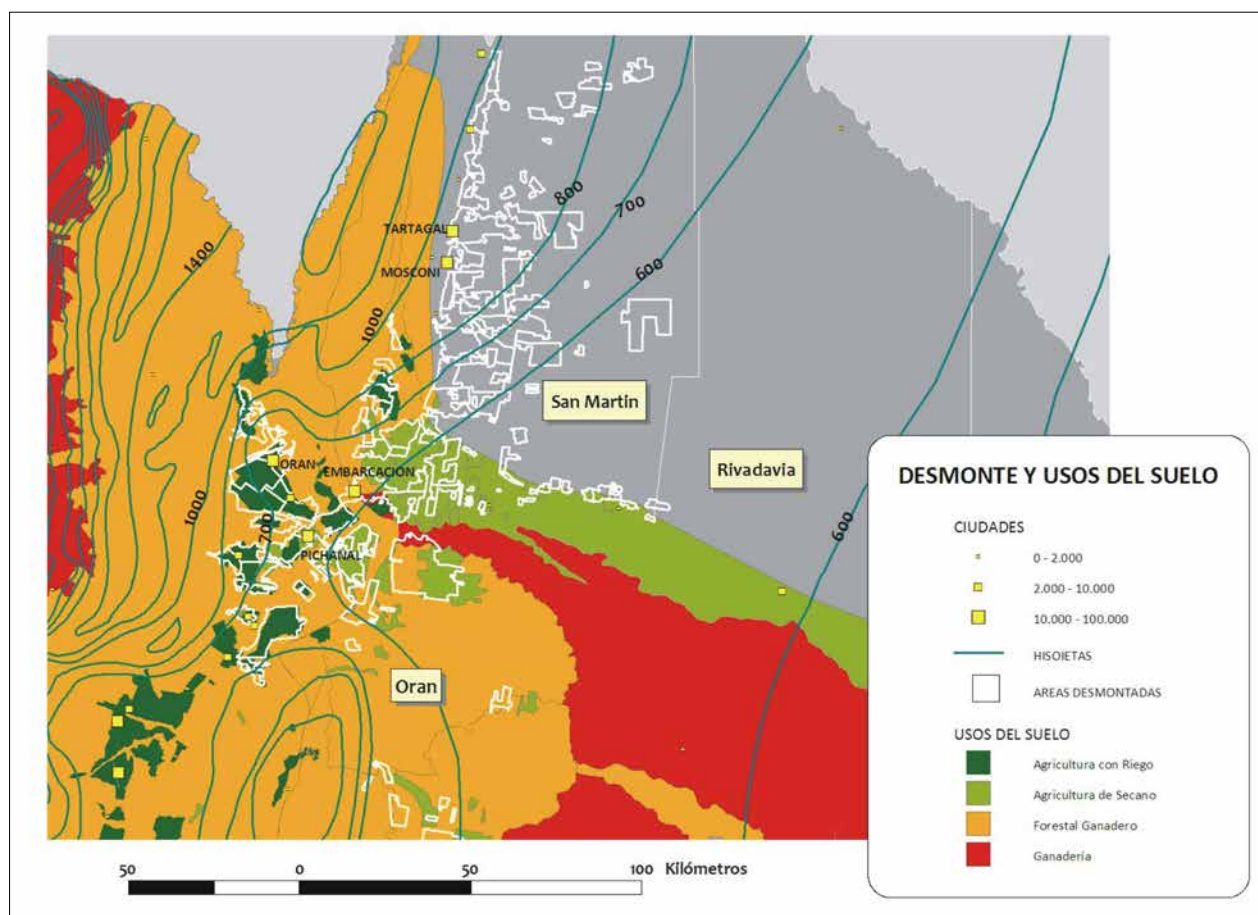 1400
TARTAGAL
MOSCONI
1000
800
700
600
San Martin
Rivadavia
ORAN
EMBARCACION
1000
700
PICHANAL
600
Oran
DESMONTE Y USOS DEL SUELO
CIUDADES
0 - 2.000
2.000 - 10.000
10.000 - 100.000
HISOIETAS
AREAS DESMONTADAS
USOS DEL SUELO
Agricultura con Riego
Agricultura de Secano
Forestal Ganadero
Ganadería
50 0 50 100 Kilómetros